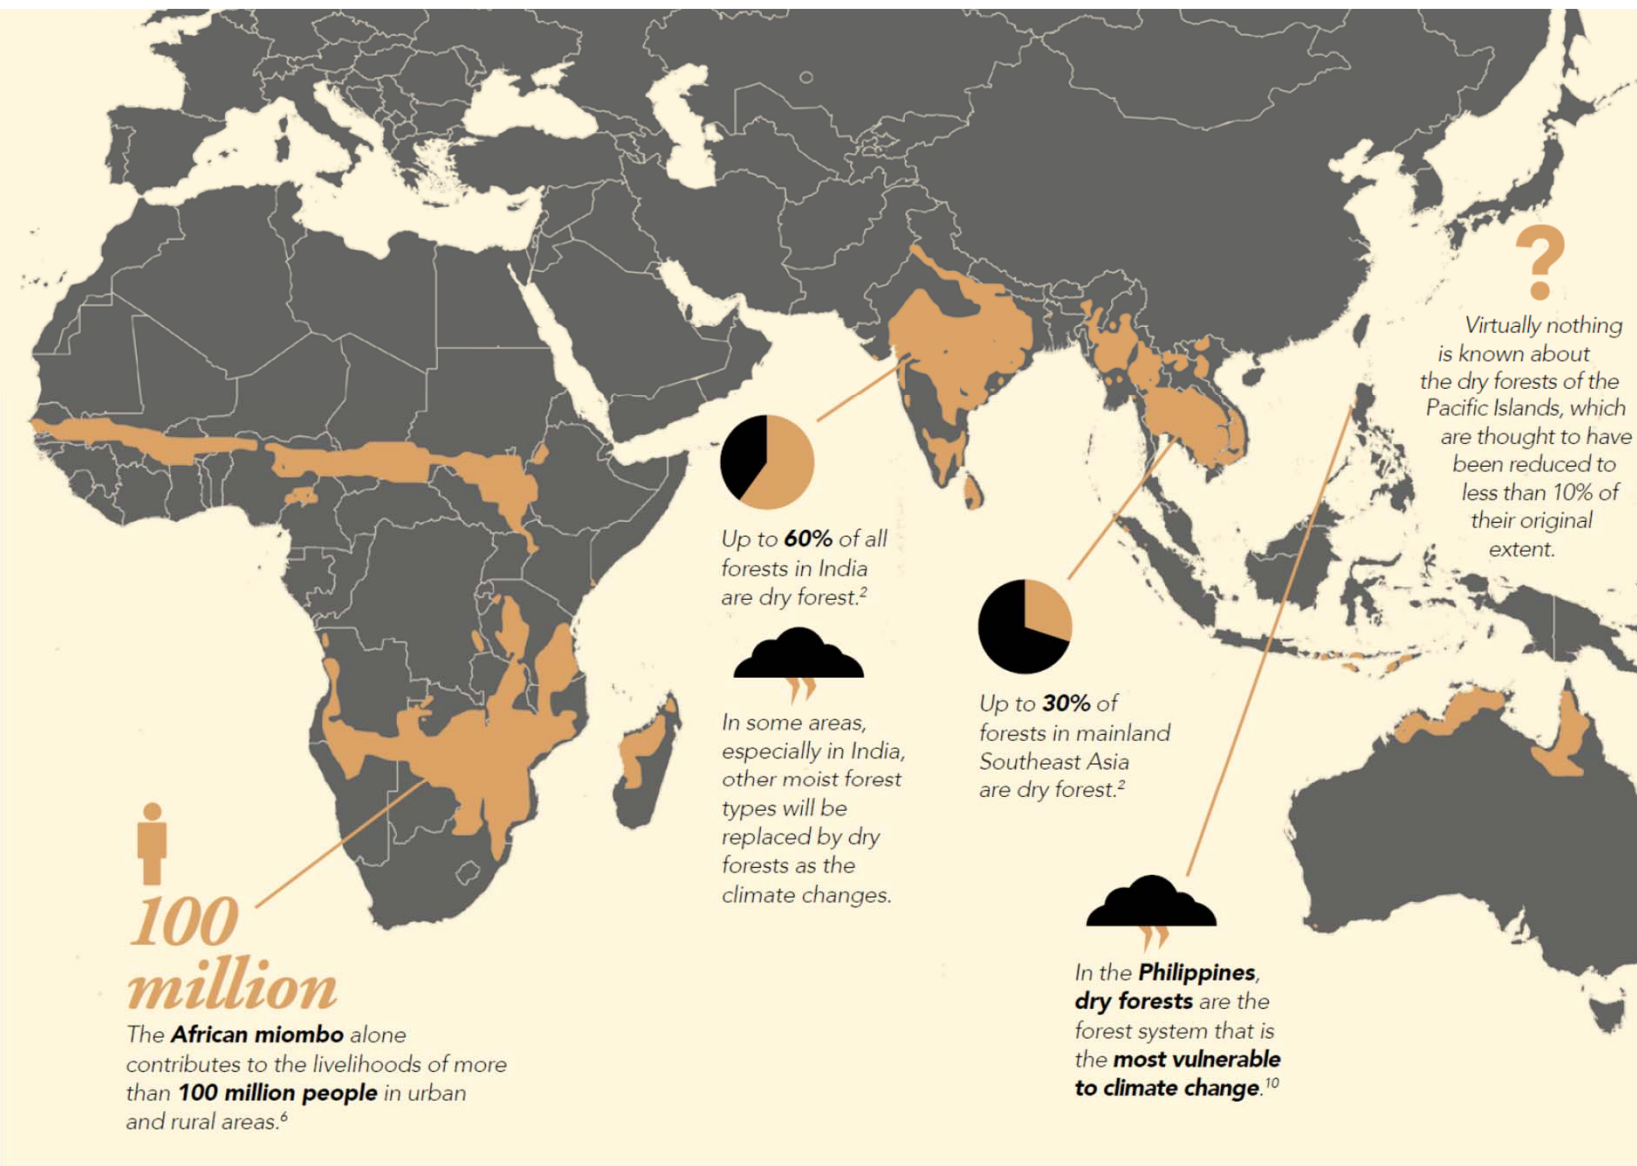 ?
Virtually nothing
is known about
the dry forests of the
Pacific Islands, which
are thought to have
been reduced to
less than 10% of
their original
extent.
Up to 60% of all
forests in India
are dry forest.²
In some areas,
especially in India,
other moist forest
types will be
replaced by dry
forests as the
climate changes.
Up to 30% of
forests in mainland
Southeast Asia
are dry forest.²
100
million
The African miombo alone
contributes to the livelihoods of more
than 100 million people in urban
and rural areas.⁶
In the Philippines,
dry forests are the
forest system that is
the most vulnerable
to climate change.¹⁰